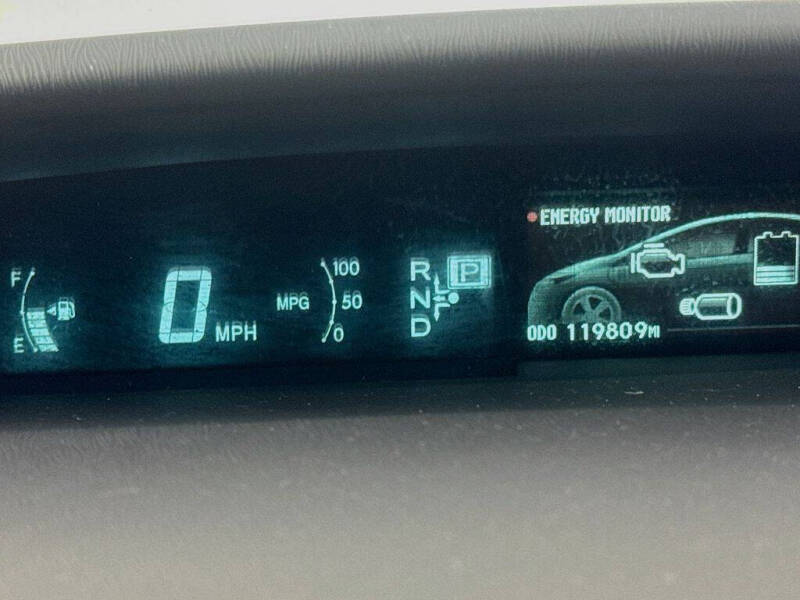 F
E
0 MPH
MPG
100
50
0
R
N
D
P
ENERGY MONITOR
ODO 119809MI